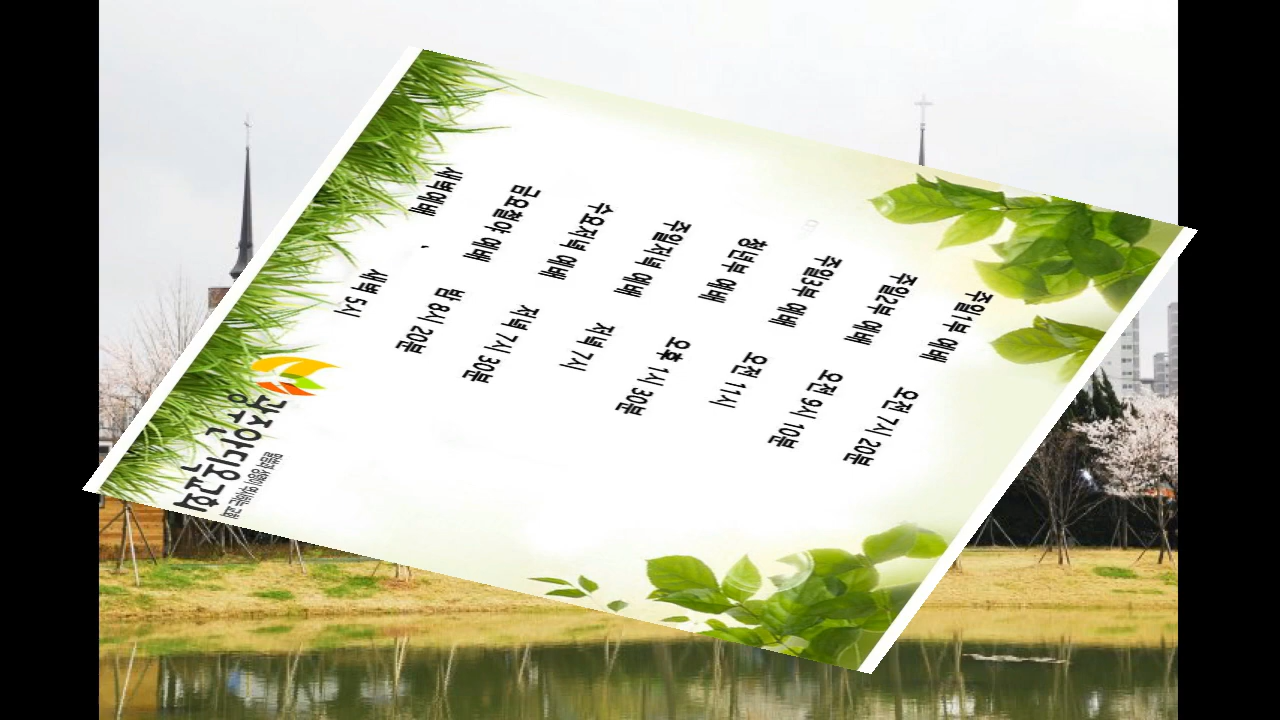 주일1부 예배 오전 7시 20분
주일2부 예배 오전 9시 10분
주일3부 예배 오전 11시
청년부 예배 오후 1시 30분
주일저녁 예배 저녁 7시
수요저녁 예배 저녁 7시 30분
금요철야 예배 밤 8시 20분
새벽예배 새벽 5시